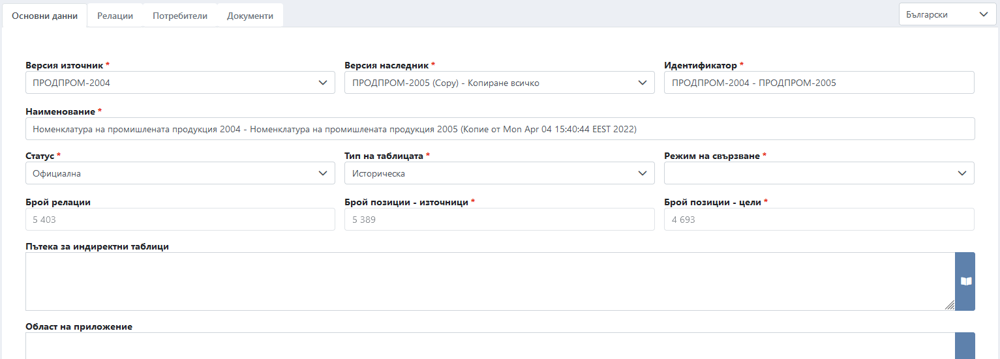 Основни данни Релации Потребители Документи Български
Версия източник * Версия наследник * Идентификатор *
ПРОДПРОМ-2004 ПРОДПРОМ-2005 (Copy) - Копиране всичко ПРОДПРОМ-2004 - ПРОДПРОМ-2005
Наименование *
Номенклатура на промишлената продукция 2004 - Номенклатура на промишлената продукция 2005 (Копие от Mon Apr 04 15:40:44 EEST 2022)
Статус * Тип на таблицата * Режим на свързване *
Официална Историческа
Брой релации Брой позиции - източници * Брой позиции - цели *
5 403 5 389 4 693
Пътека за индиректни таблици
Област на приложение